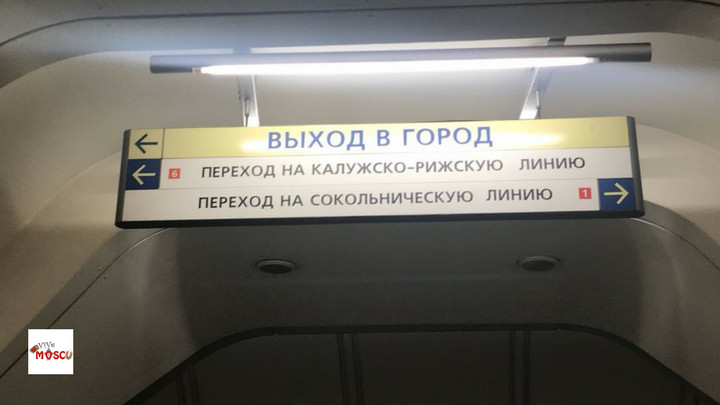 ← ВЫХОД В ГОРОД
← 6 ПЕРЕХОД НА КАЛУЖСКО-РИЖСКУЮ ЛИНИЮ
ПЕРЕХОД НА СОКОЛЬНИЧЕСКУЮ ЛИНИЮ 1 →
ViVe
MOSCU